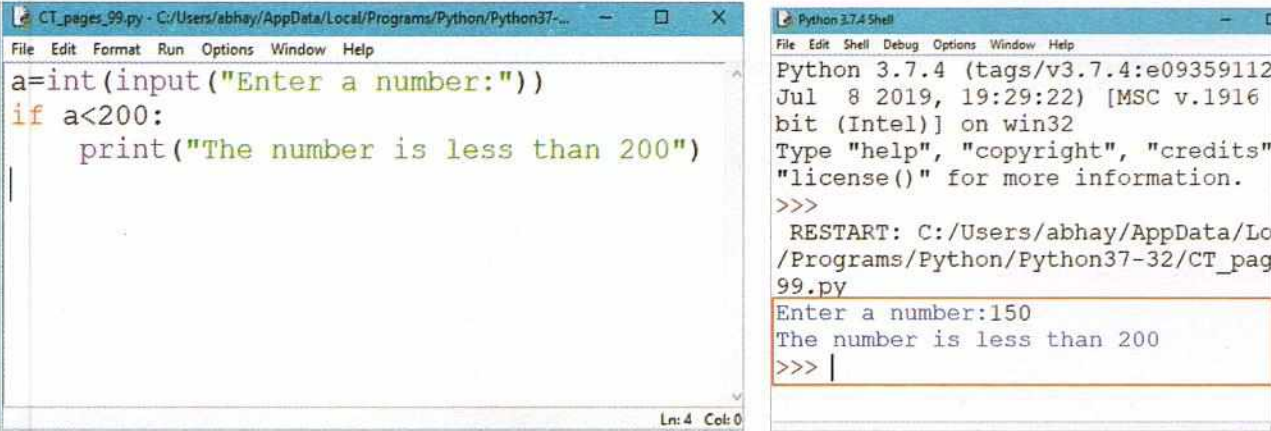 CT_pages_99.py - C:/Users/abhay/AppData/Local/Programs/Python/Python37-...
File Edit Format Run Options Window Help
a=int(input("Enter a number:"))
if a<200:
    print("The number is less than 200")
Ln: 4 Col: 0
Python 3.7.4 Shell
File Edit Shell Debug Options Window Help
Python 3.7.4 (tags/v3.7.4:e09359112
Jul  8 2019, 19:29:22) [MSC v.1916
bit (Intel)] on win32
Type "help", "copyright", "credits"
"license()" for more information.
>>>
 RESTART: C:/Users/abhay/AppData/Lo
/Programs/Python/Python37-32/CT_pag
99.py
Enter a number:150
The number is less than 200
>>>